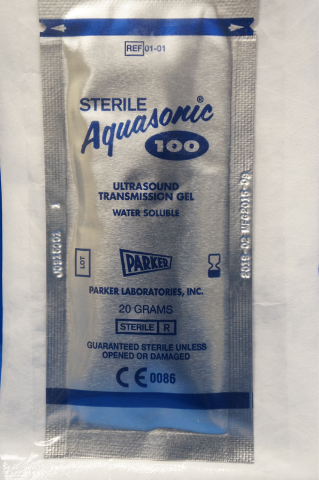 REF 01-01
STERILE
Aquasonic®
100
ULTRASOUND
TRANSMISSION GEL
WATER SOLUBLE
LOT
PARKER
PARKER LABORATORIES, INC.
20 GRAMS
STERILE R
GUARANTEED STERILE UNLESS
OPENED OR DAMAGED
CE 0086